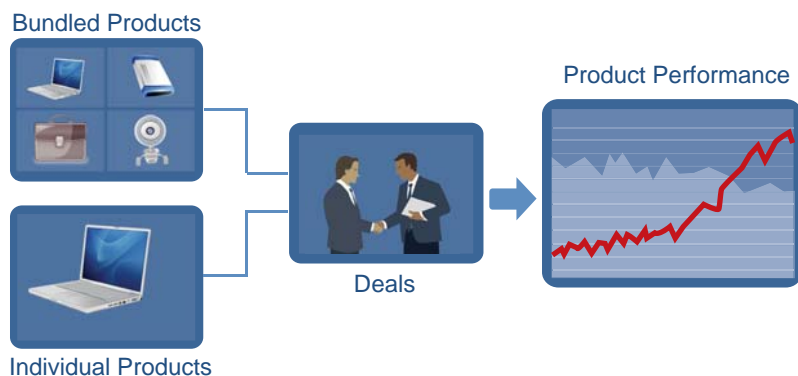 Bundled Products
Product Performance
Deals
Individual Products